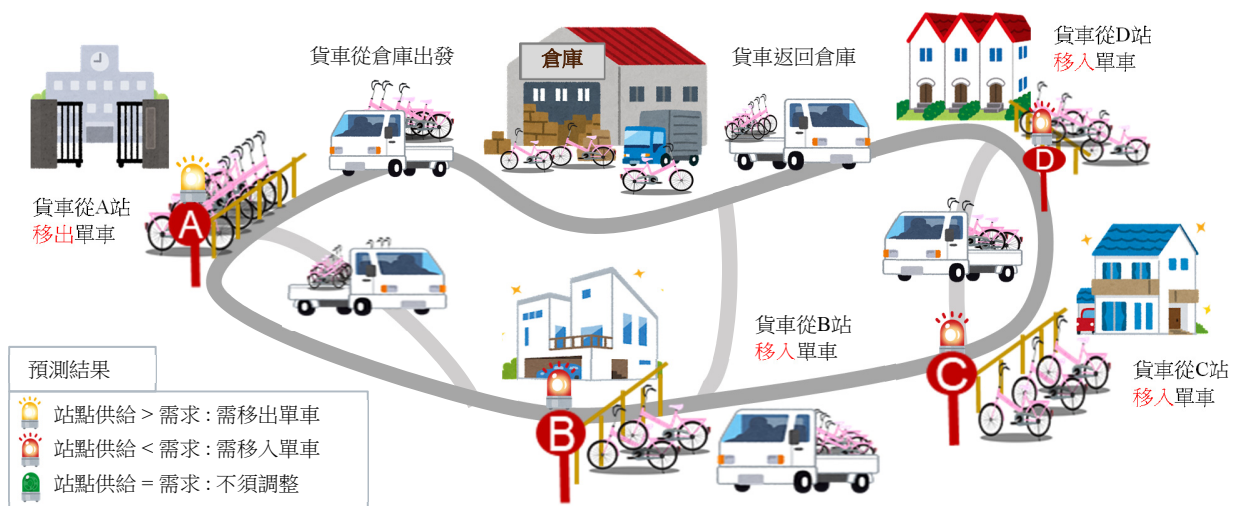 貨車從倉庫出發
倉庫
貨車返回倉庫
貨車從D站
移入單車
D
貨車從A站
移出單車
A
貨車從B站
移入單車
B
C
貨車從C站
移入單車
預測結果
站點供給 > 需求 : 需移出單車
站點供給 < 需求 : 需移入單車
站點供給 = 需求 : 不須調整